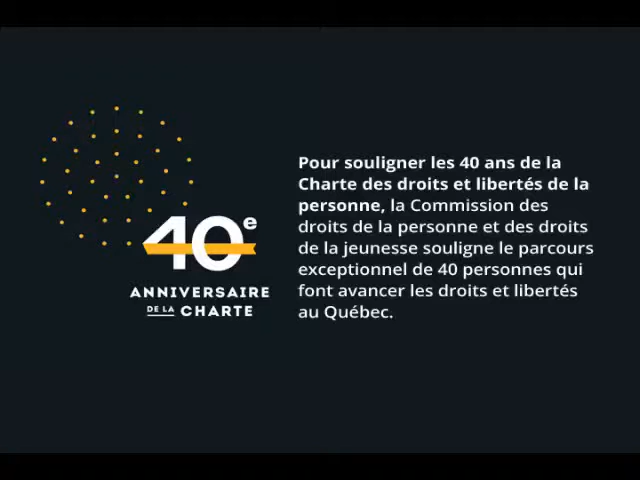 40e
ANNIVERSAIRE
DE LA CHARTE
Pour souligner les 40 ans de la
Charte des droits et libertés de la
personne, la Commission des
droits de la personne et des droits
de la jeunesse souligne le parcours
exceptionnel de 40 personnes qui
font avancer les droits et libertés
au Québec.